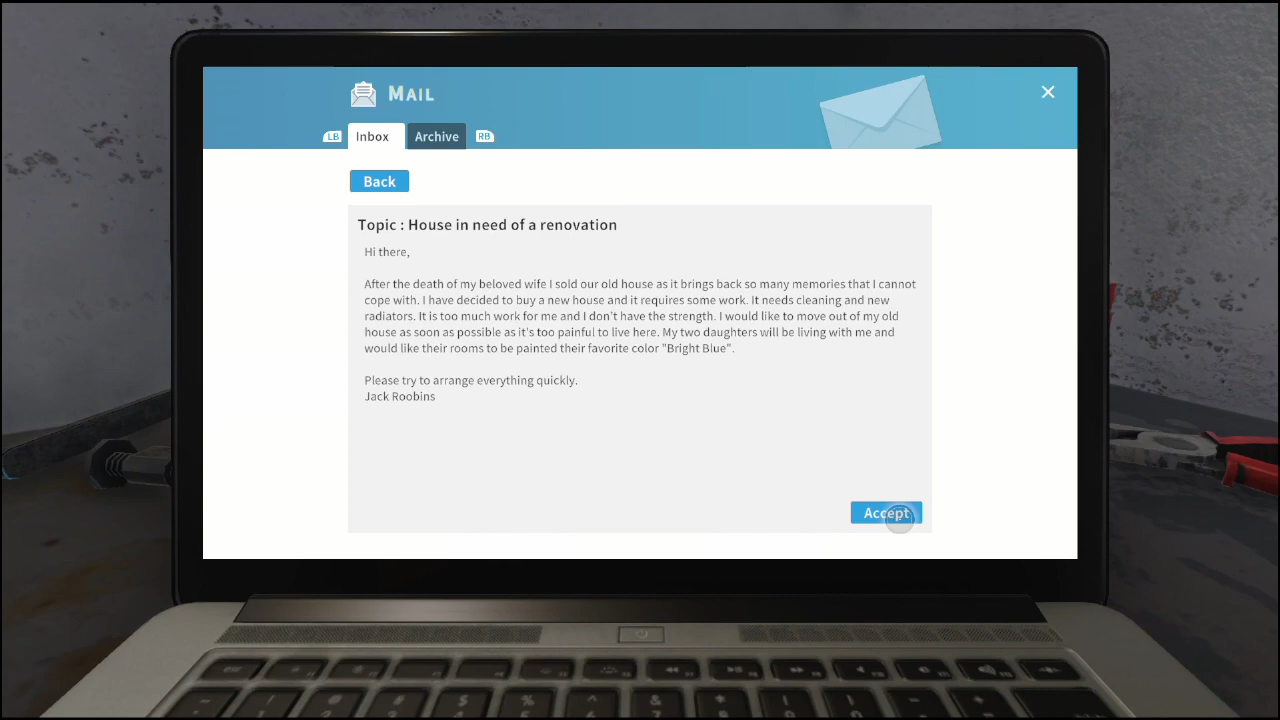 MAIL
LB Inbox Archive RB
Back
Topic : House in need of a renovation
Hi there,
After the death of my beloved wife I sold our old house as it brings back so many memories that I cannot
cope with. I have decided to buy a new house and it requires some work. It needs cleaning and new
radiators. It is too much work for me and I don't have the strength. I would like to move out of my old
house as soon as possible as it's too painful to live here. My two daughters will be living with me and
would like their rooms to be painted their favorite color "Bright Blue".
Please try to arrange everything quickly.
Jack Roobins
Accept